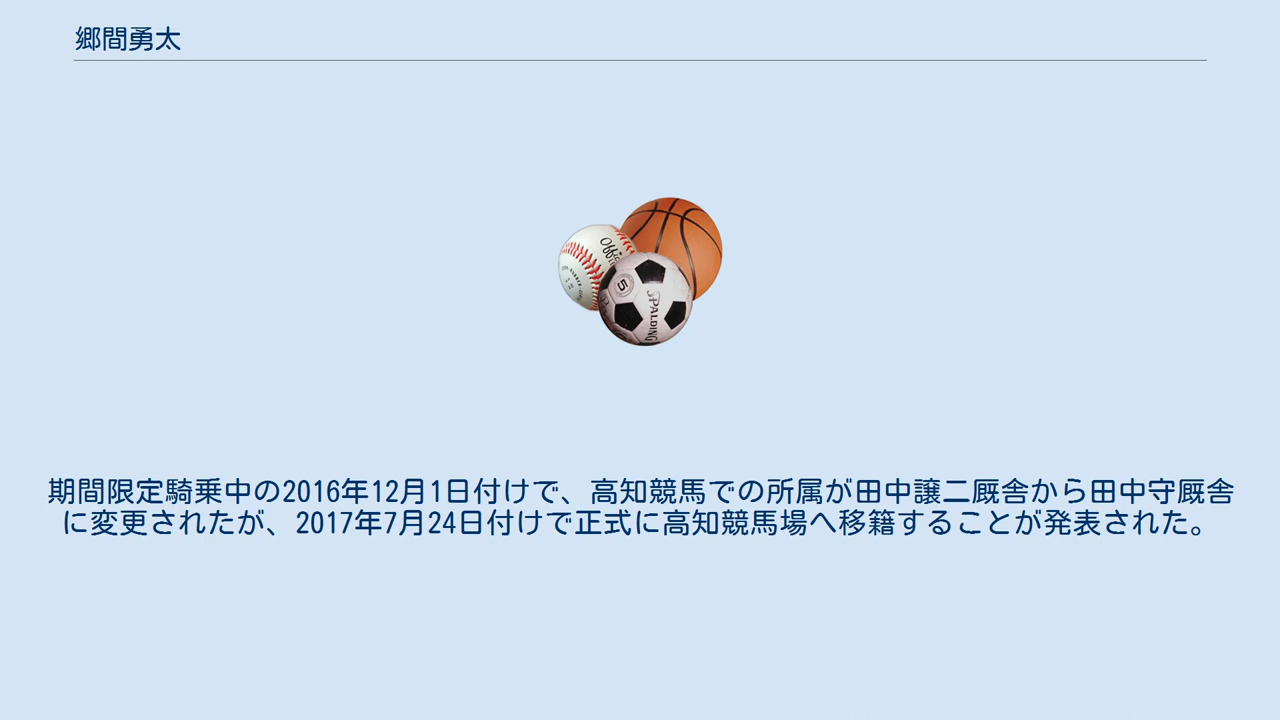 郷間勇太
Offic
5
SPALDING
期間限定騎乗中の2016年12月1日付けで、高知競馬での所属が田中譲二厩舎から田中守厩舎
に変更されたが、2017年7月24日付けで正式に高知競馬場へ移籍することが発表された。